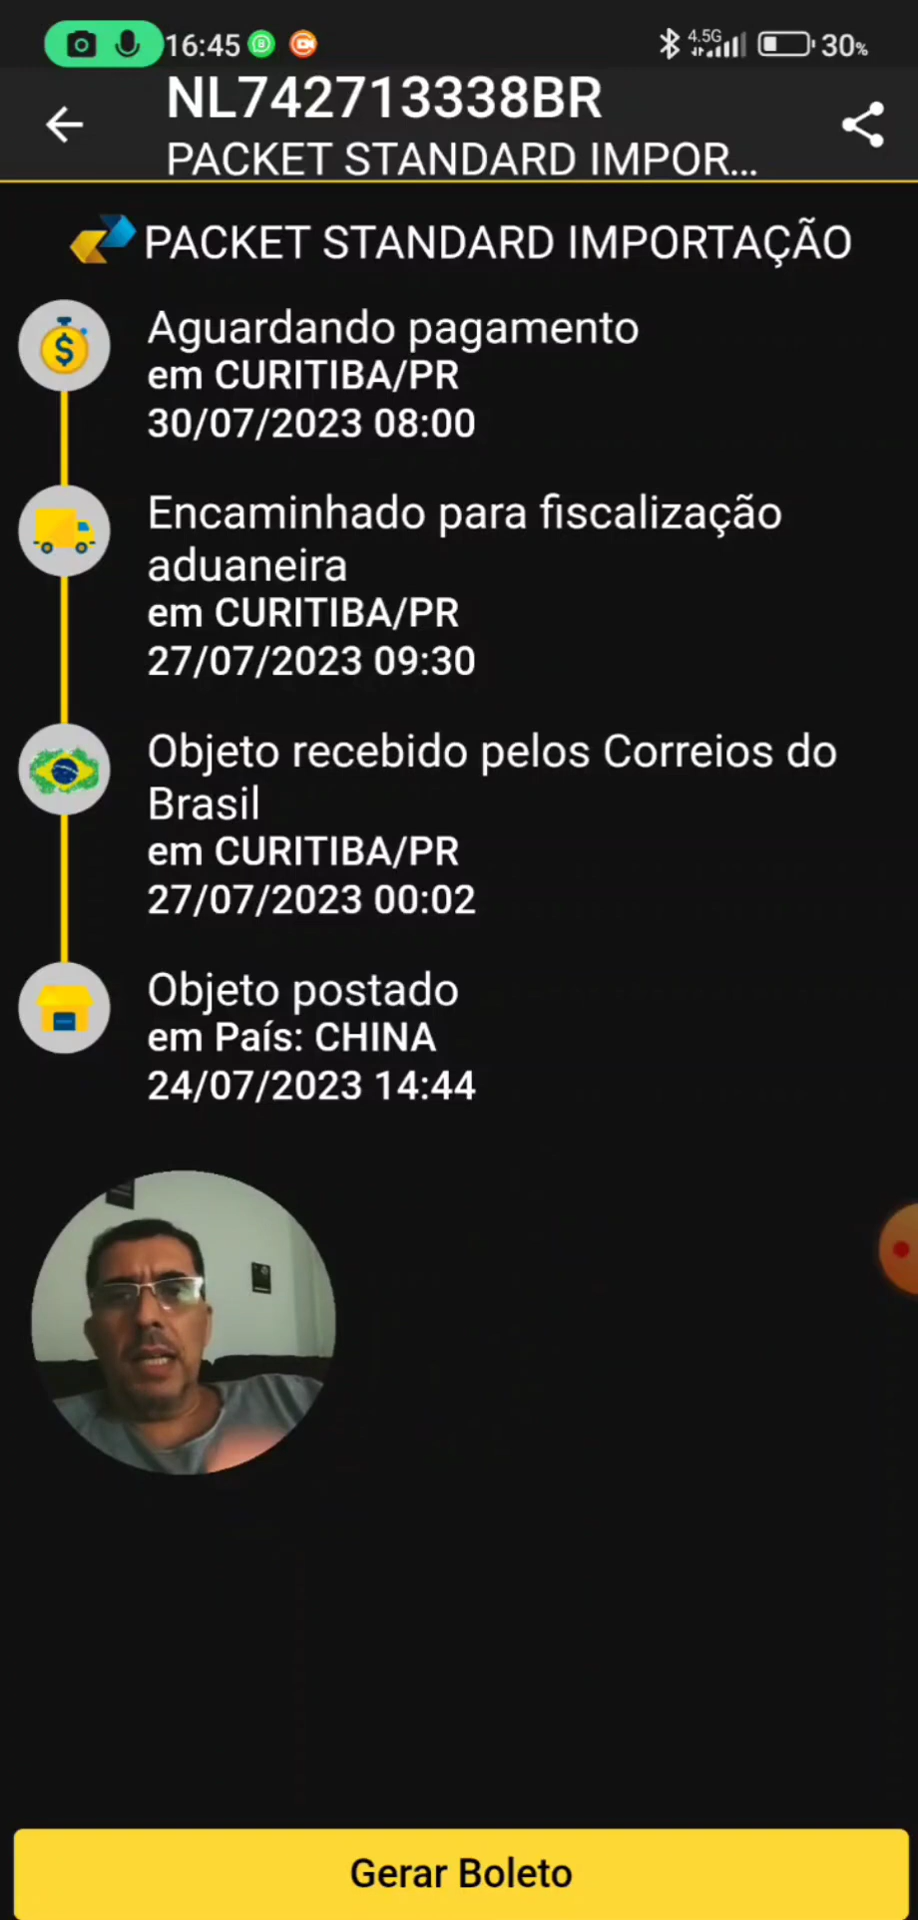 16:45
4.5G
30%
NL742713338BR
PACKET STANDARD IMPOR...
PACKET STANDARD IMPORTAÇÃO
Aguardando pagamento
em CURITIBA/PR
30/07/2023 08:00
Encaminhado para fiscalização
aduaneira
em CURITIBA/PR
27/07/2023 09:30
Objeto recebido pelos Correios do
Brasil
em CURITIBA/PR
27/07/2023 00:02
Objeto postado
em País: CHINA
24/07/2023 14:44
Gerar Boleto